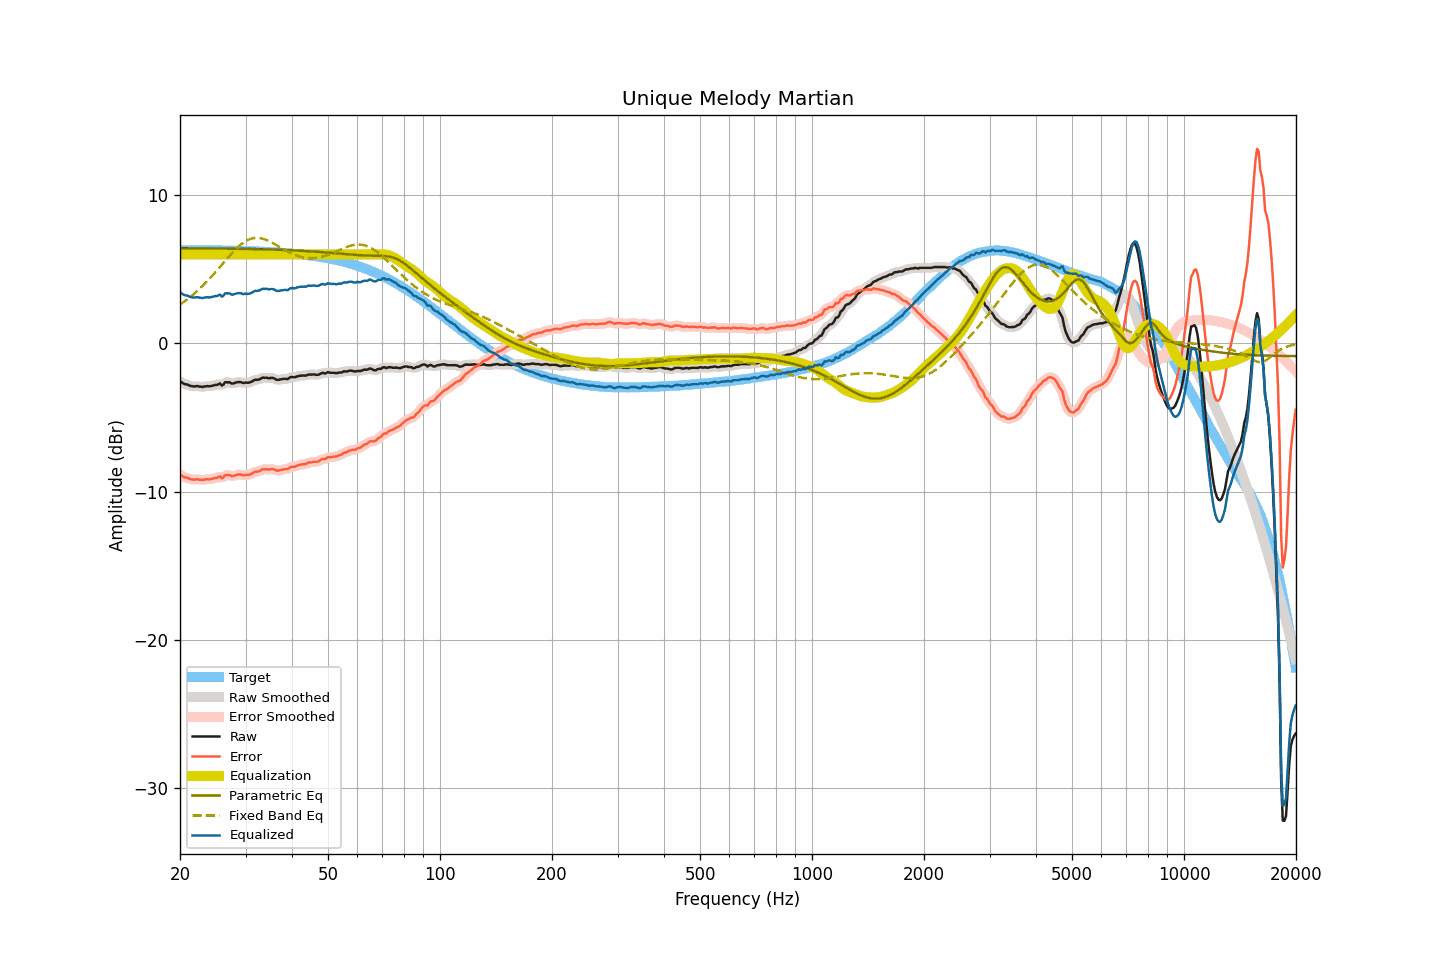 Unique Melody Martian
Amplitude (dBr)
10
0
−10
−20
−30
Target
Raw Smoothed
Error Smoothed
Raw
Error
Equalization
Parametric Eq
Fixed Band Eq
Equalized
20 50 100 200 500 1000 2000 5000 10000 20000
Frequency (Hz)